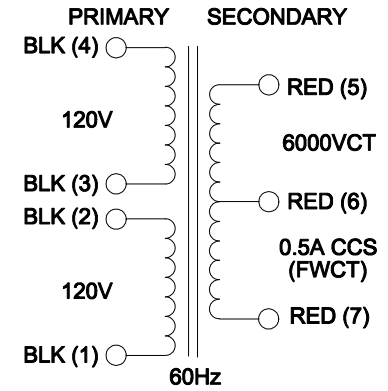 PRIMARY SECONDARY
BLK (4)
RED (5)
120V
6000VCT
BLK (3)
RED (6)
BLK (2)
0.5A CCS
(FWCT)
120V
RED (7)
BLK (1)
60Hz